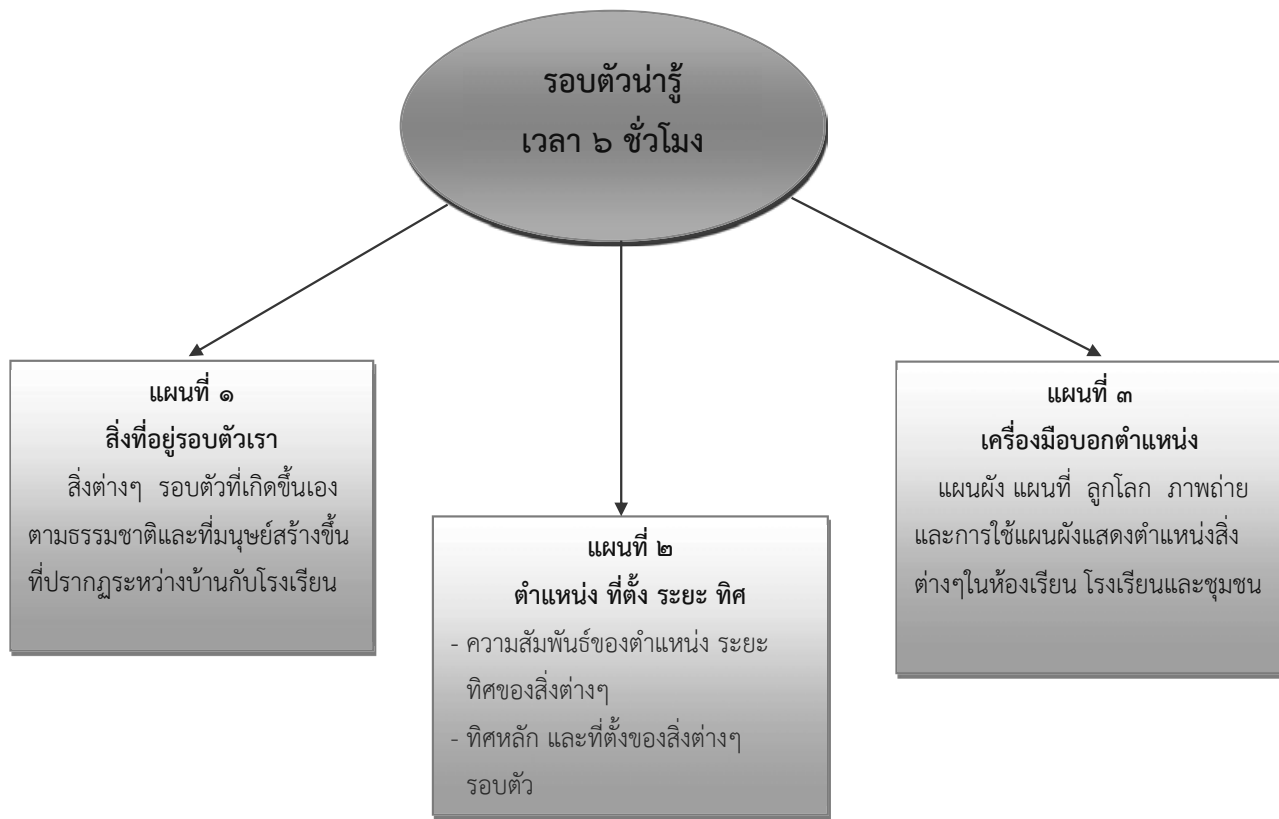 รอบตัวน่ารู้
เวลา ๖ ชั่วโมง
แผนที่ ๑
สิ่งที่อยู่รอบตัวเรา
สิ่งต่างๆ รอบตัวที่เกิดขึ้นเอง
ตามธรรมชาติและที่มนุษย์สร้างขึ้น
ที่ปรากฏระหว่างบ้านกับโรงเรียน
แผนที่ ๒
ตำแหน่ง ที่ตั้ง ระยะ ทิศ
- ความสัมพันธ์ของตำแหน่ง ระยะ
ทิศของสิ่งต่างๆ
- ทิศหลัก และที่ตั้งของสิ่งต่างๆ
รอบตัว
แผนที่ ๓
เครื่องมือบอกตำแหน่ง
แผนผัง แผนที่ ลูกโลก ภาพถ่าย
และการใช้แผนผังแสดงตำแหน่งสิ่ง
ต่างๆในห้องเรียน โรงเรียนและชุมชน